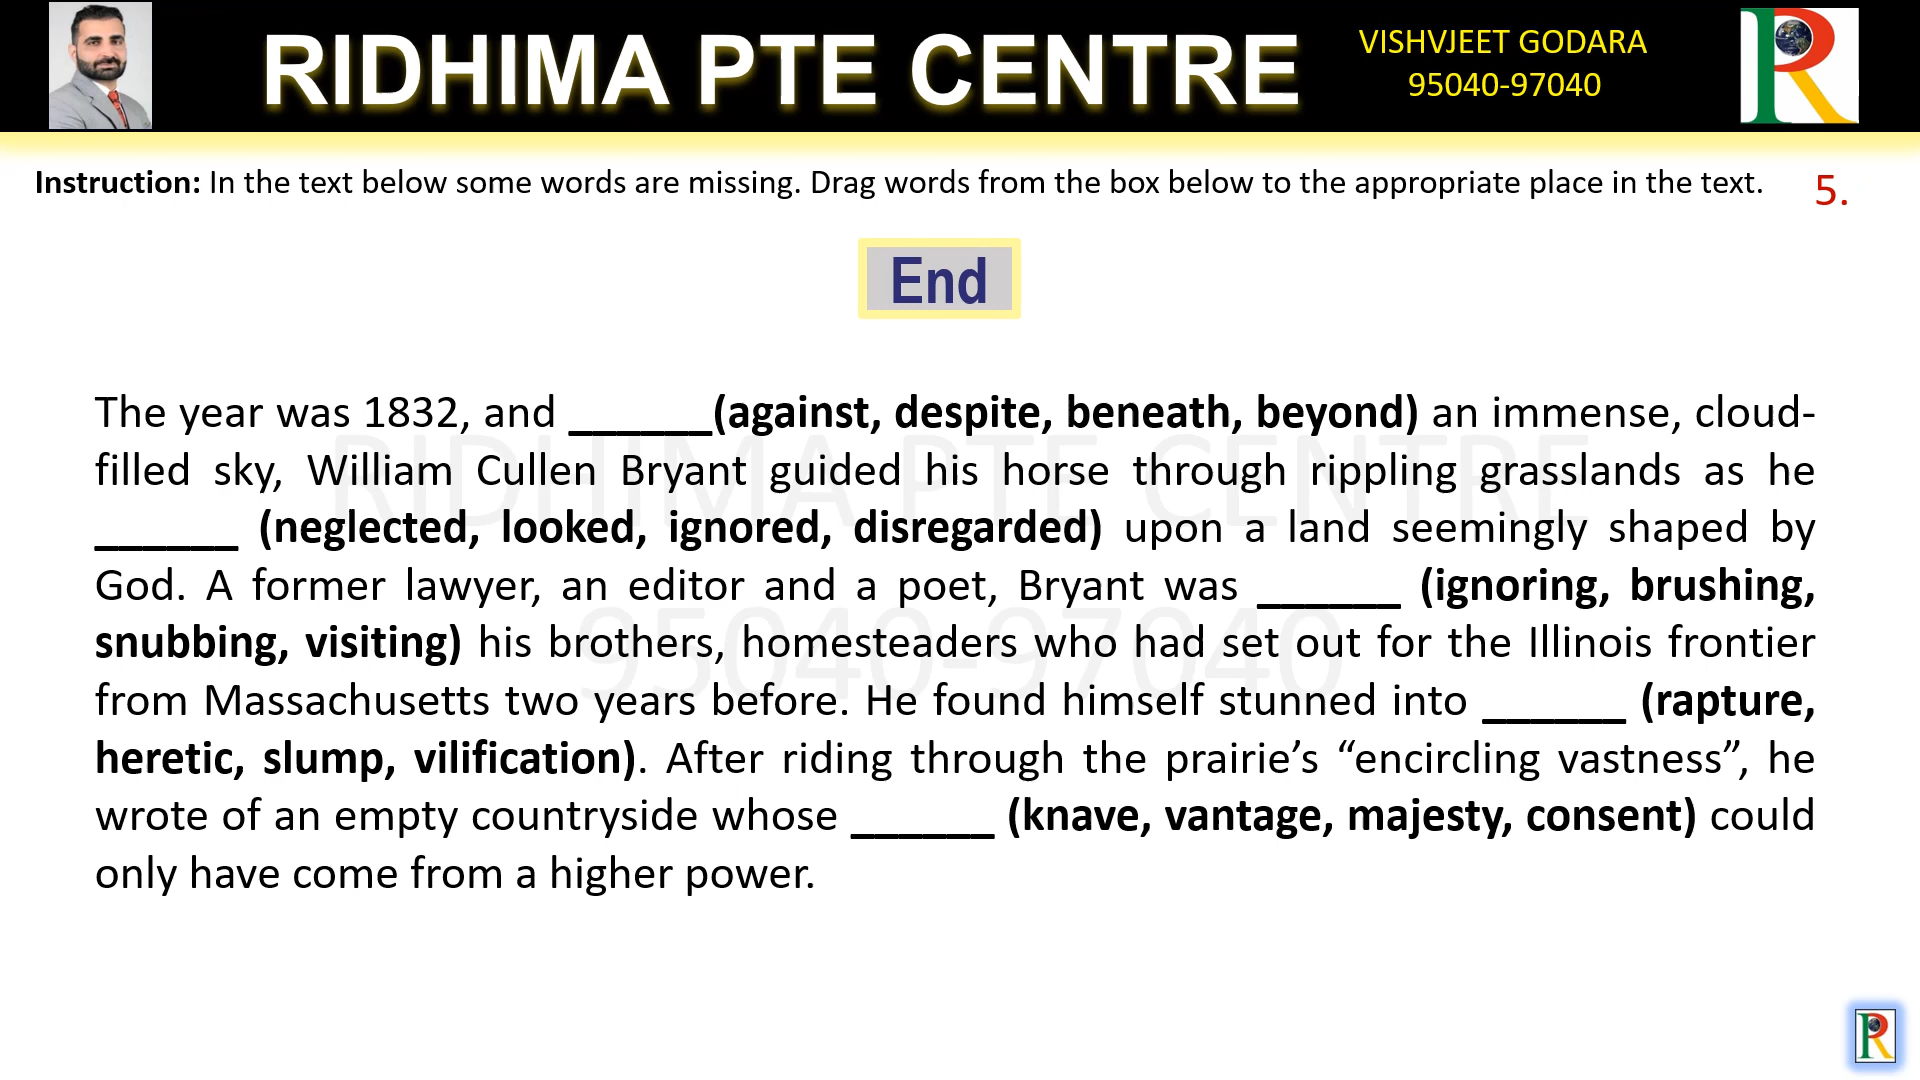 RIDHIMA PTE CENTRE
VISHVJEET GODARA
95040-97040
Instruction: In the text below some words are missing. Drag words from the box below to the appropriate place in the text.
5.
End
The year was 1832, and ______(against, despite, beneath, beyond) an immense, cloud-
filled sky, William Cullen Bryant guided his horse through rippling grasslands as he
______ (neglected, looked, ignored, disregarded) upon a land seemingly shaped by
God. A former lawyer, an editor and a poet, Bryant was ______ (ignoring, brushing,
snubbing, visiting) his brothers, homesteaders who had set out for the Illinois frontier
from Massachusetts two years before. He found himself stunned into ______ (rapture,
heretic, slump, vilification). After riding through the prairie’s “encircling vastness”, he
wrote of an empty countryside whose ______ (knave, vantage, majesty, consent) could
only have come from a higher power.
RIDHIMA PTE CENTRE
95040-97040